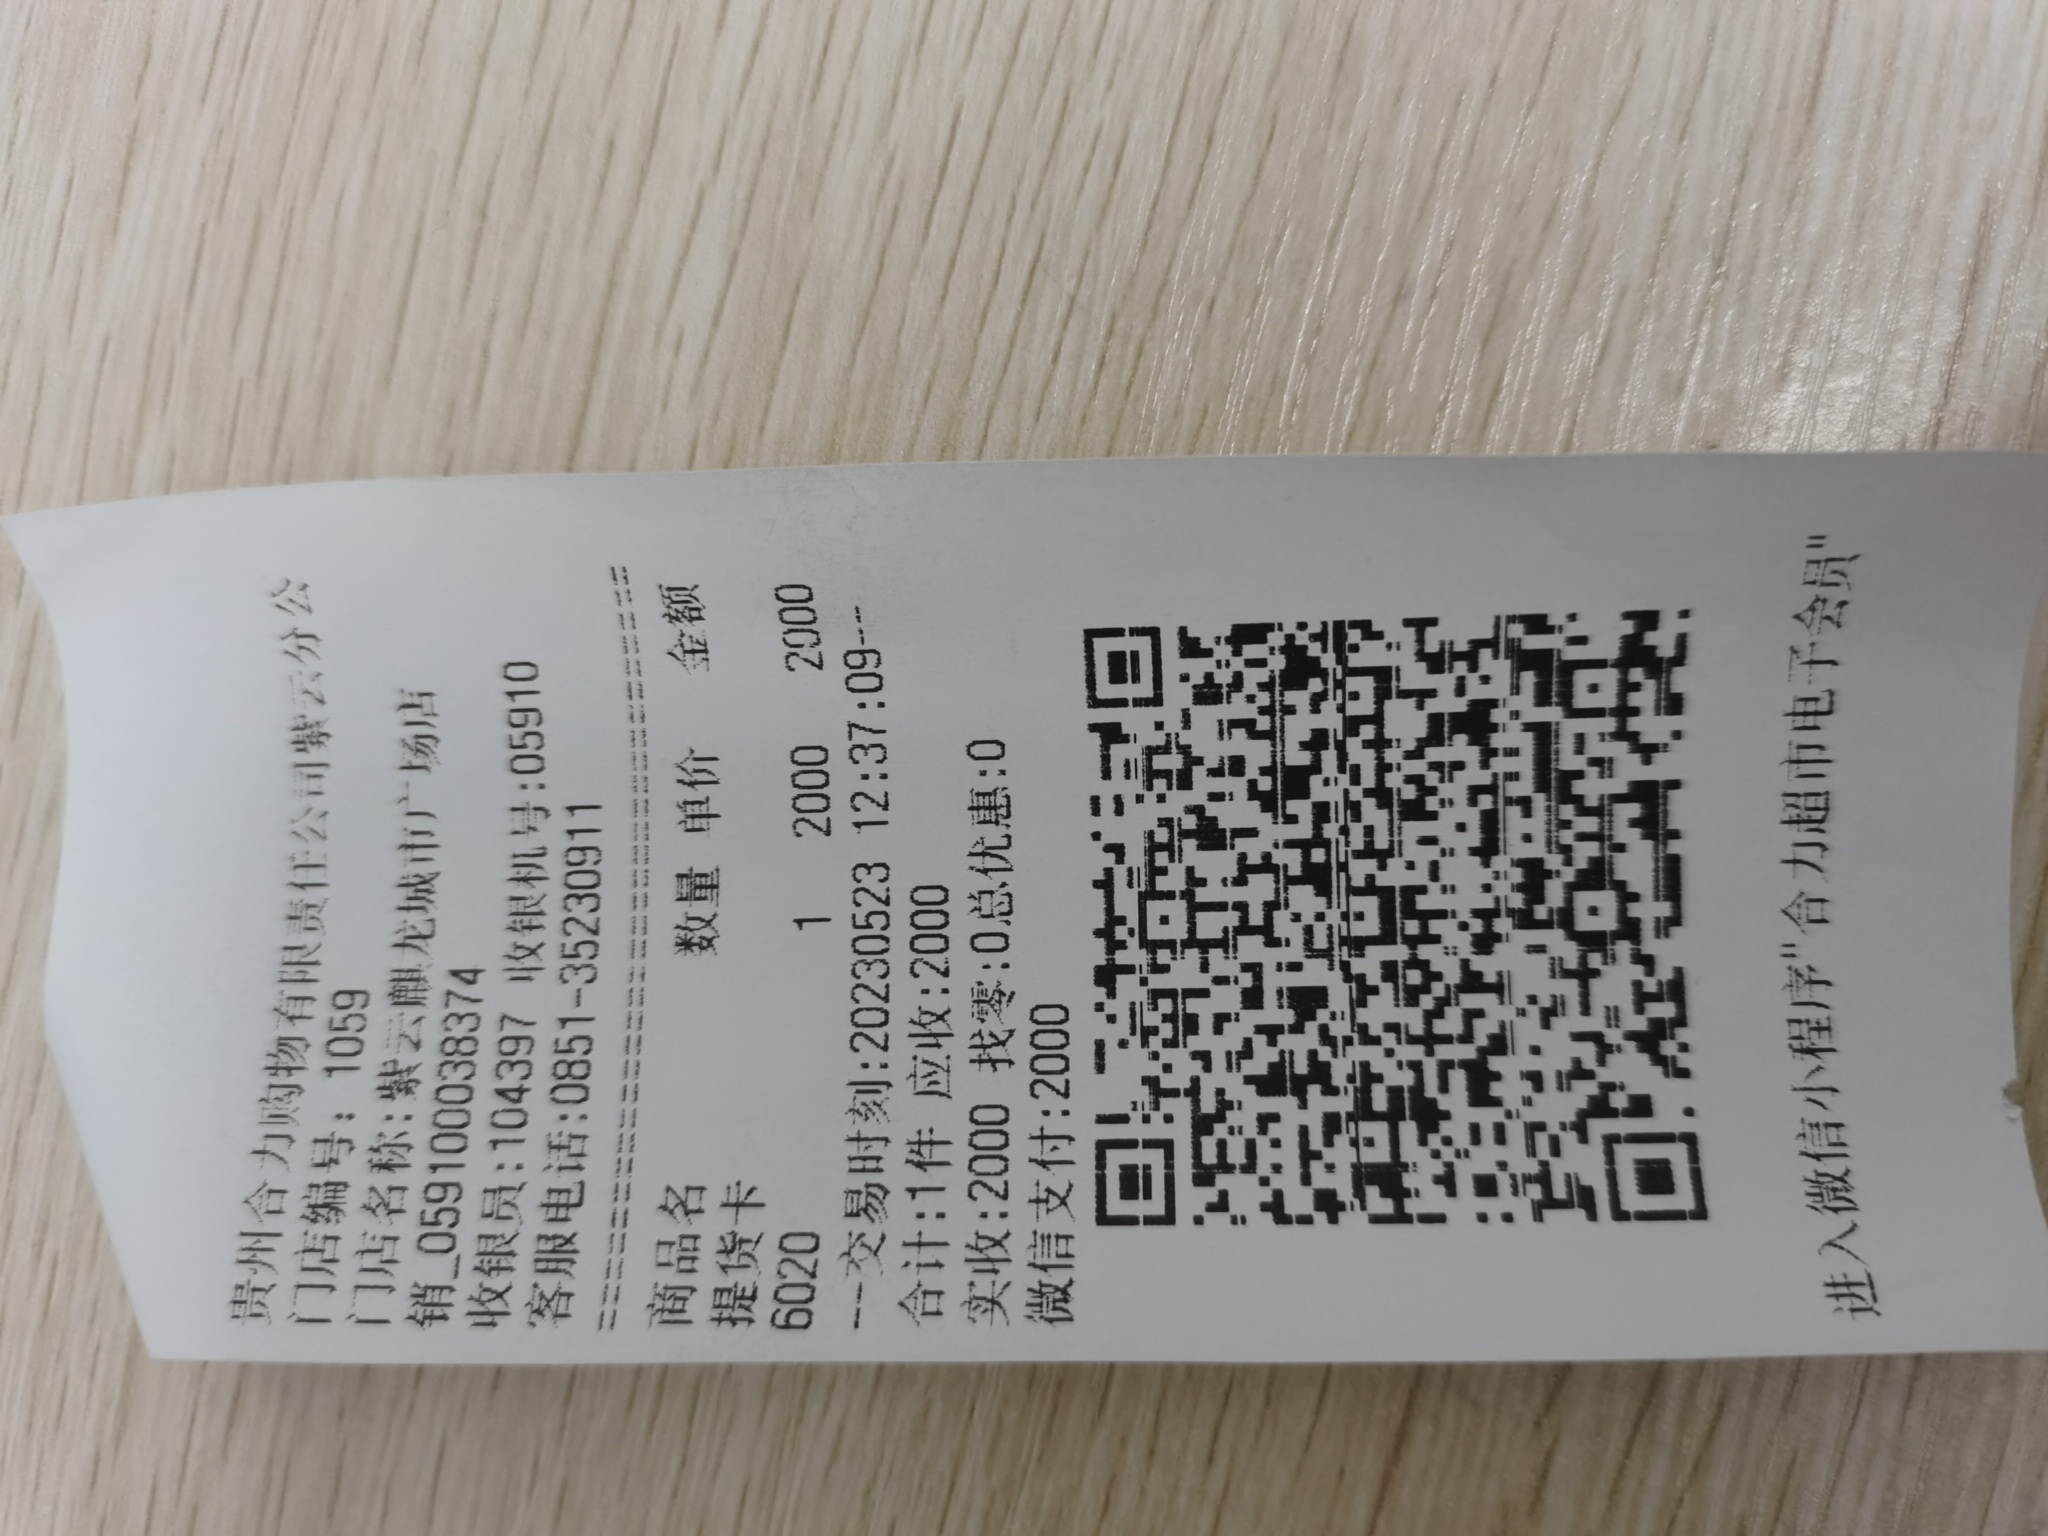 贵州合力购物有限责任公司紫云分公
门店编号: 1059
门店名称:紫云麒龙城市广场店
销_0591000038374
收银员:104397 收银机号:059910
客服电话:0851-35230911
商品名 数量 单价 金额
提货卡
6020 1 2000 2000
--交易时刻:20230523 12:37:09---
合计:1件 应收:2000
实收:2000 找零:0总优惠:0
微信支付:2000
进入微信小程序"合力超市电子会员"